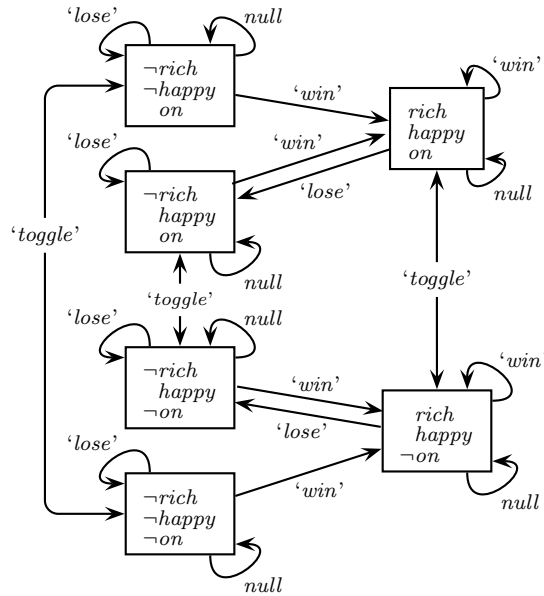 ‘lose’
null
¬rich
¬happy
on
‘win’
‘win’
rich
happy
on
‘lose’
‘win’
¬rich
happy
on
‘lose’
null
null
‘toggle’
‘toggle’
‘toggle’
‘lose’
null
¬rich
happy
¬on
‘win’
‘lose’
‘win’
rich
happy
¬on
‘lose’
¬rich
¬happy
¬on
‘win’
null
null